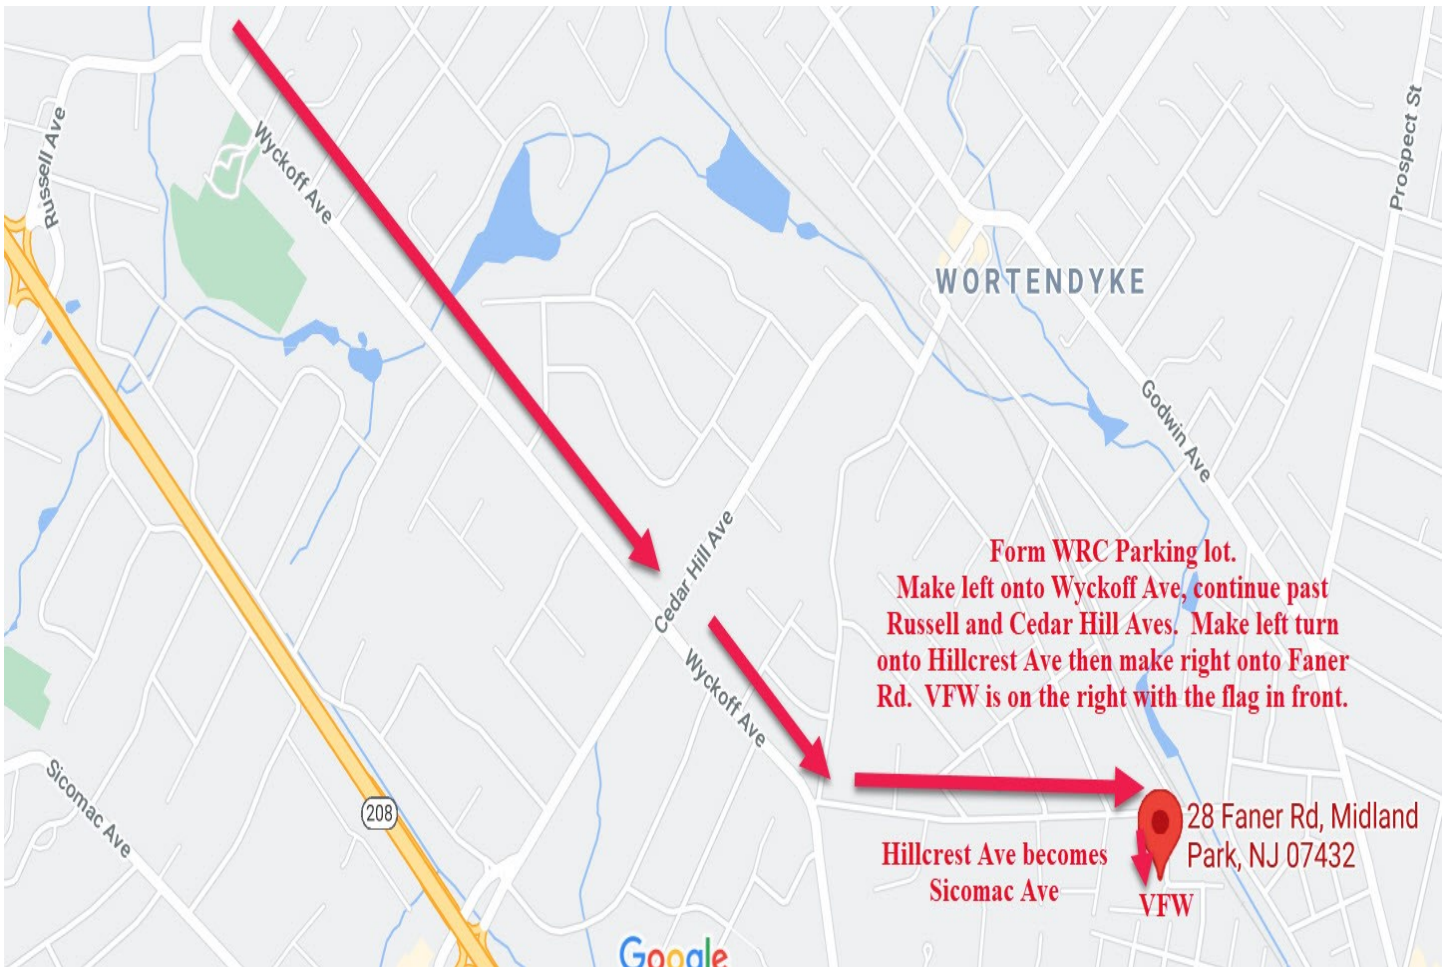 Russell Ave
Wyckoff Ave
Prospect St
WORTENDYKE
Godwin Ave
Cedar Hill Ave
Form WRC Parking lot.
Make left onto Wyckoff Ave, continue past
Russell and Cedar Hill Aves.  Make left turn
onto Hillcrest Ave then make right onto Faner
Rd.  VFW is on the right with the flag in front.
Wyckoff Ave
Sicomac Ave
208
28 Faner Rd, Midland
Park, NJ 07432
Hillcrest Ave becomes
Sicomac Ave
VFW
Google